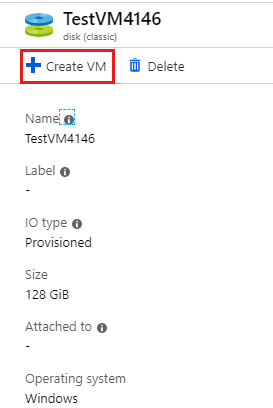 TestVM4146
disk (classic)
Create VM Delete
Name
TestVM4146
Label
-
IO type
Provisioned
Size
128 GiB
Attached to
-
Operating system
Windows